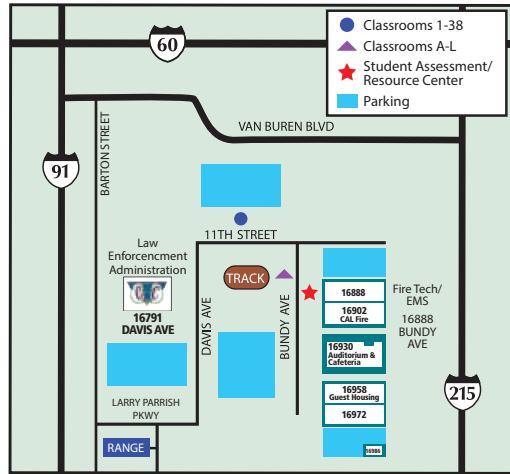 60
Classrooms 1-38
Classrooms A-L
Student Assessment/
Resource Center
Parking
VAN BUREN BLVD
BARTON STREET
91
11TH STREET
Law
Enforcencment
Administration
16791
DAVIS AVE
TRACK
DAVIS AVE
BUNDY AVE
16888
16902
CAL Fire
Fire Tech/
EMS
16888
BUNDY
AVE
16930
Auditorium &
Cafeteria
16958
Guest Housing
16972
215
LARRY PARRISH
PKWY
RANGE
16986